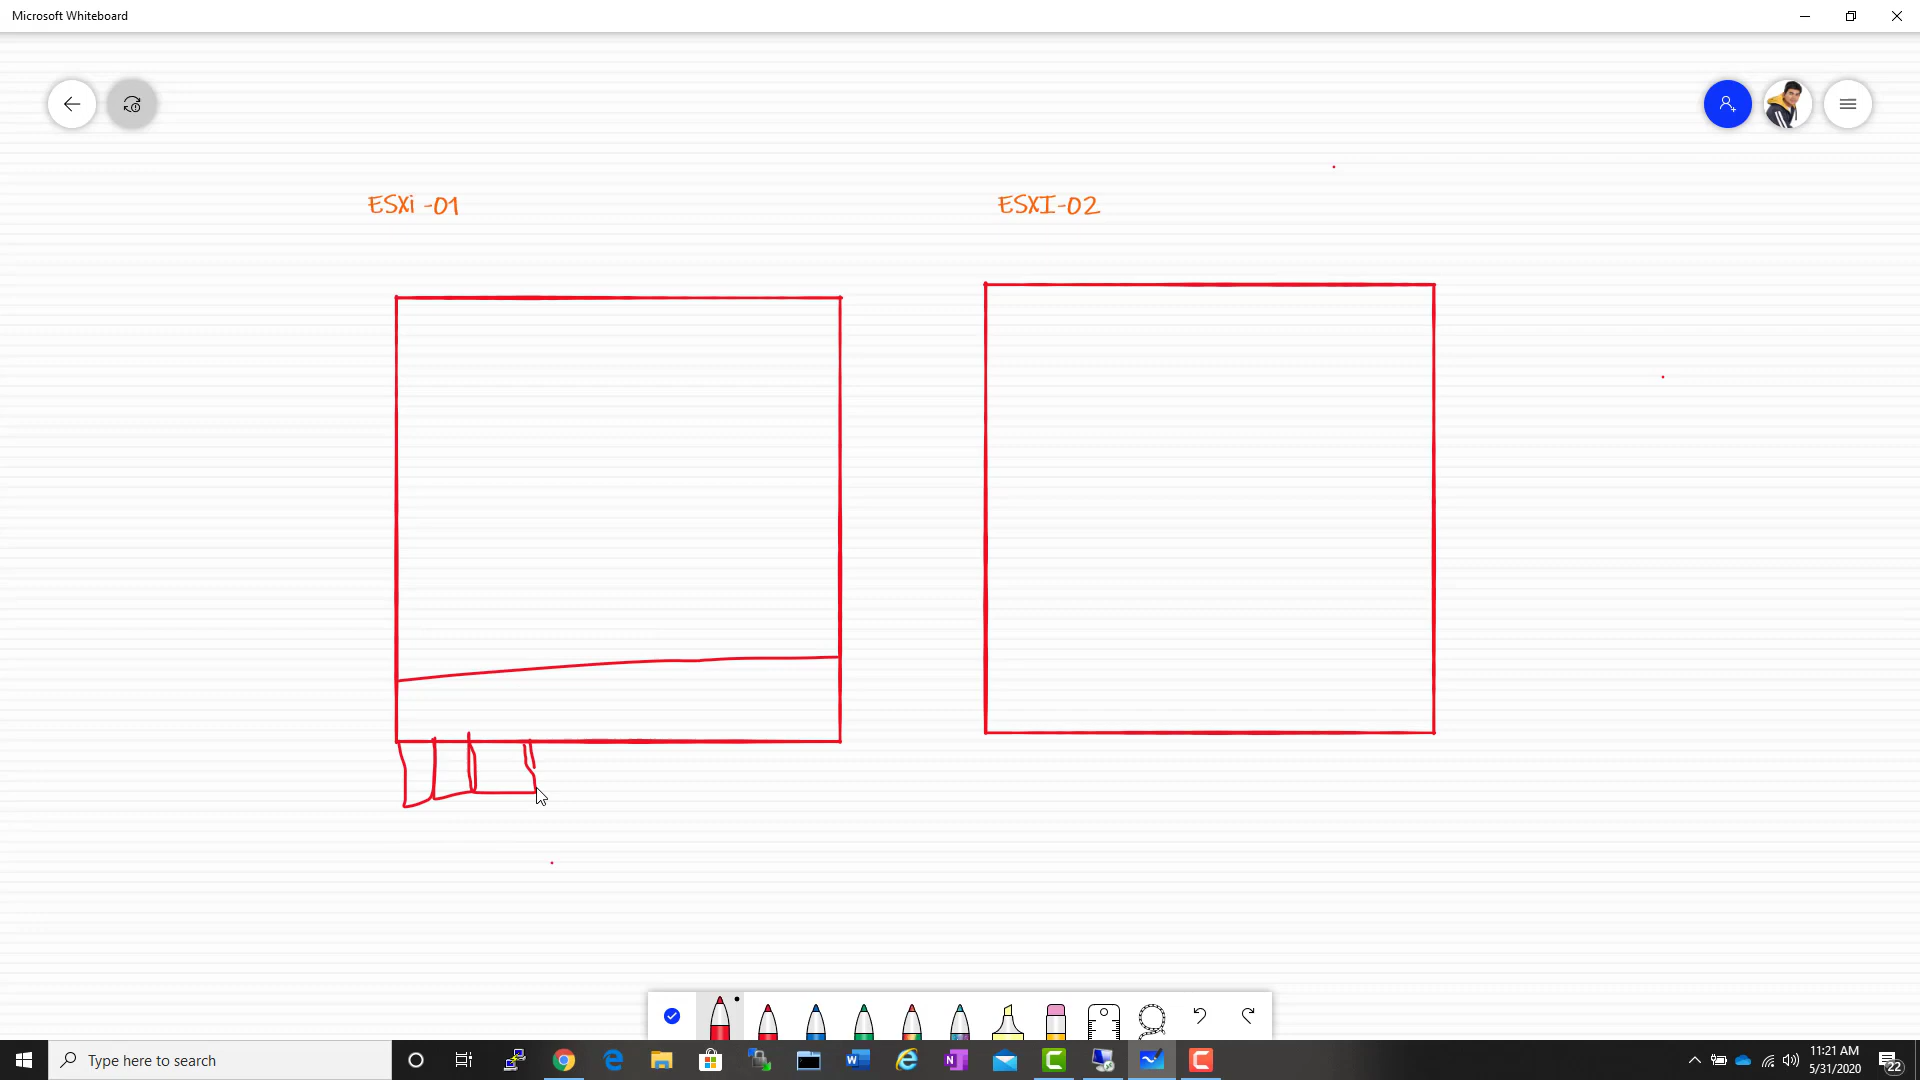 Microsoft Whiteboard
ESXi -01
ESXI-02
Type here to search
11:21 AM
5/31/2020
22